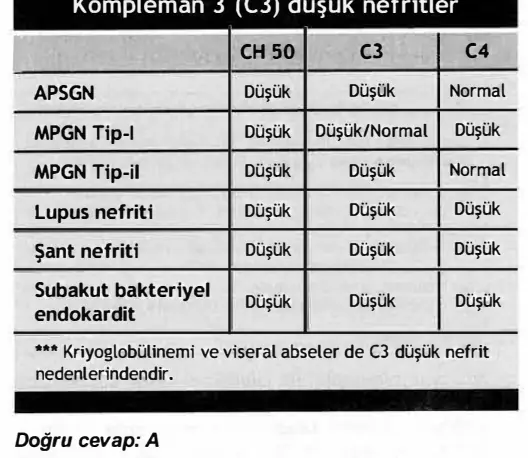 Kompleman 3 (C3) düşük nefritler
CH 50 C3 C4
APSGN Düşük Düşük Normal
MPGN Tip-I Düşük Düşük/Normal Düşük
MPGN Tip-iI Düşük Düşük Normal
Lupus nefriti Düşük Düşük Düşük
Şant nefriti Düşük Düşük Düşük
Subakut bakteriyel
endokardit Düşük Düşük Düşük
*** Kriyoglobülinemi ve viseral abseler de C3 düşük nefrit
nedenlerindendir.
Doğru cevap: A